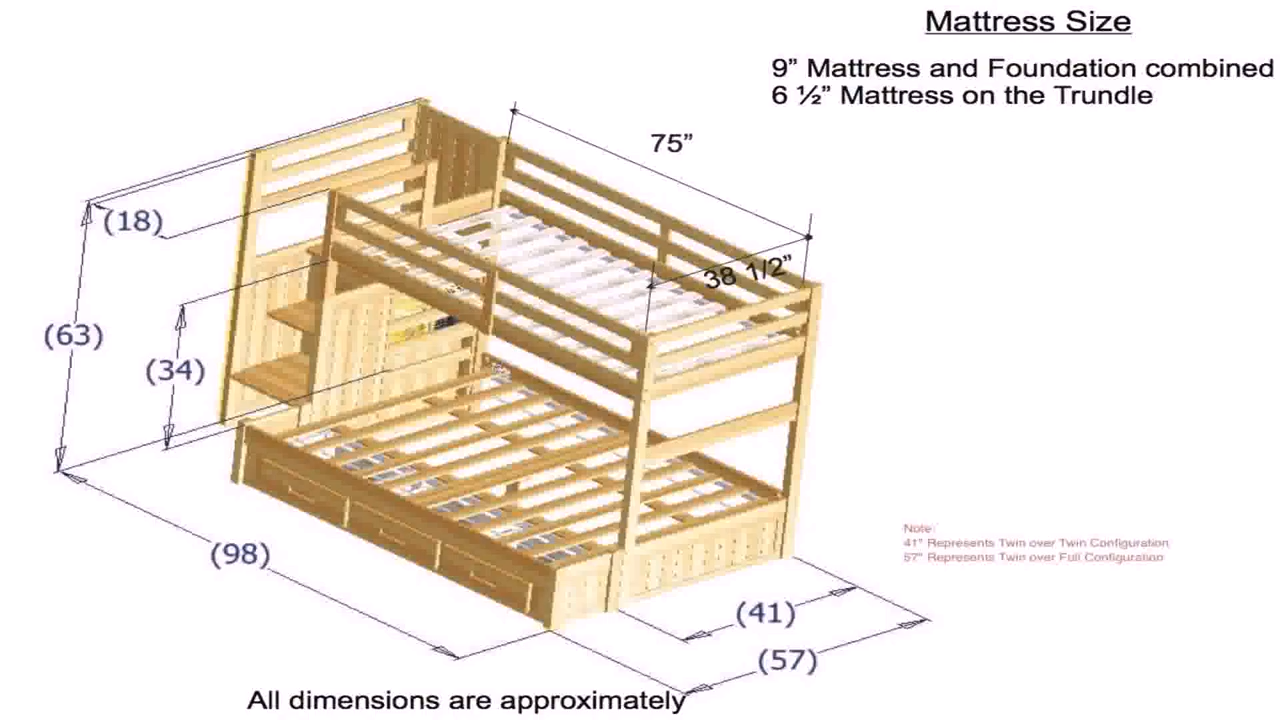 Mattress Size
9” Mattress and Foundation combined
6 ½” Mattress on the Trundle
75”
(18)
38 1/2”
(63)
(34)
(98)
Note:
41" Represents Twin over Twin Configuration
57" Represents Twin over Full Configuration
(41)
(57)
All dimensions are approximately